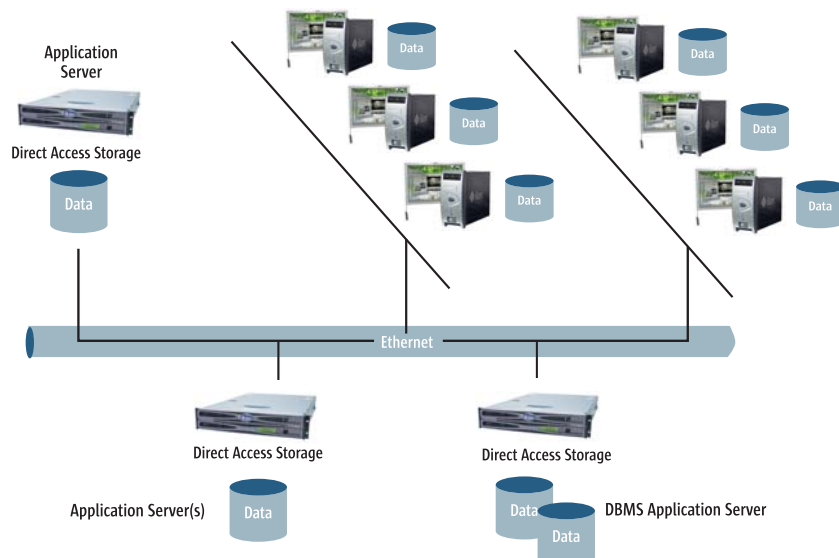 Application
Server
Direct Access Storage
Data
Data
Data
Data
Data
Data
Data
Ethernet
Direct Access Storage
Application Server(s)
Data
Direct Access Storage
Data
Data
DBMS Application Server